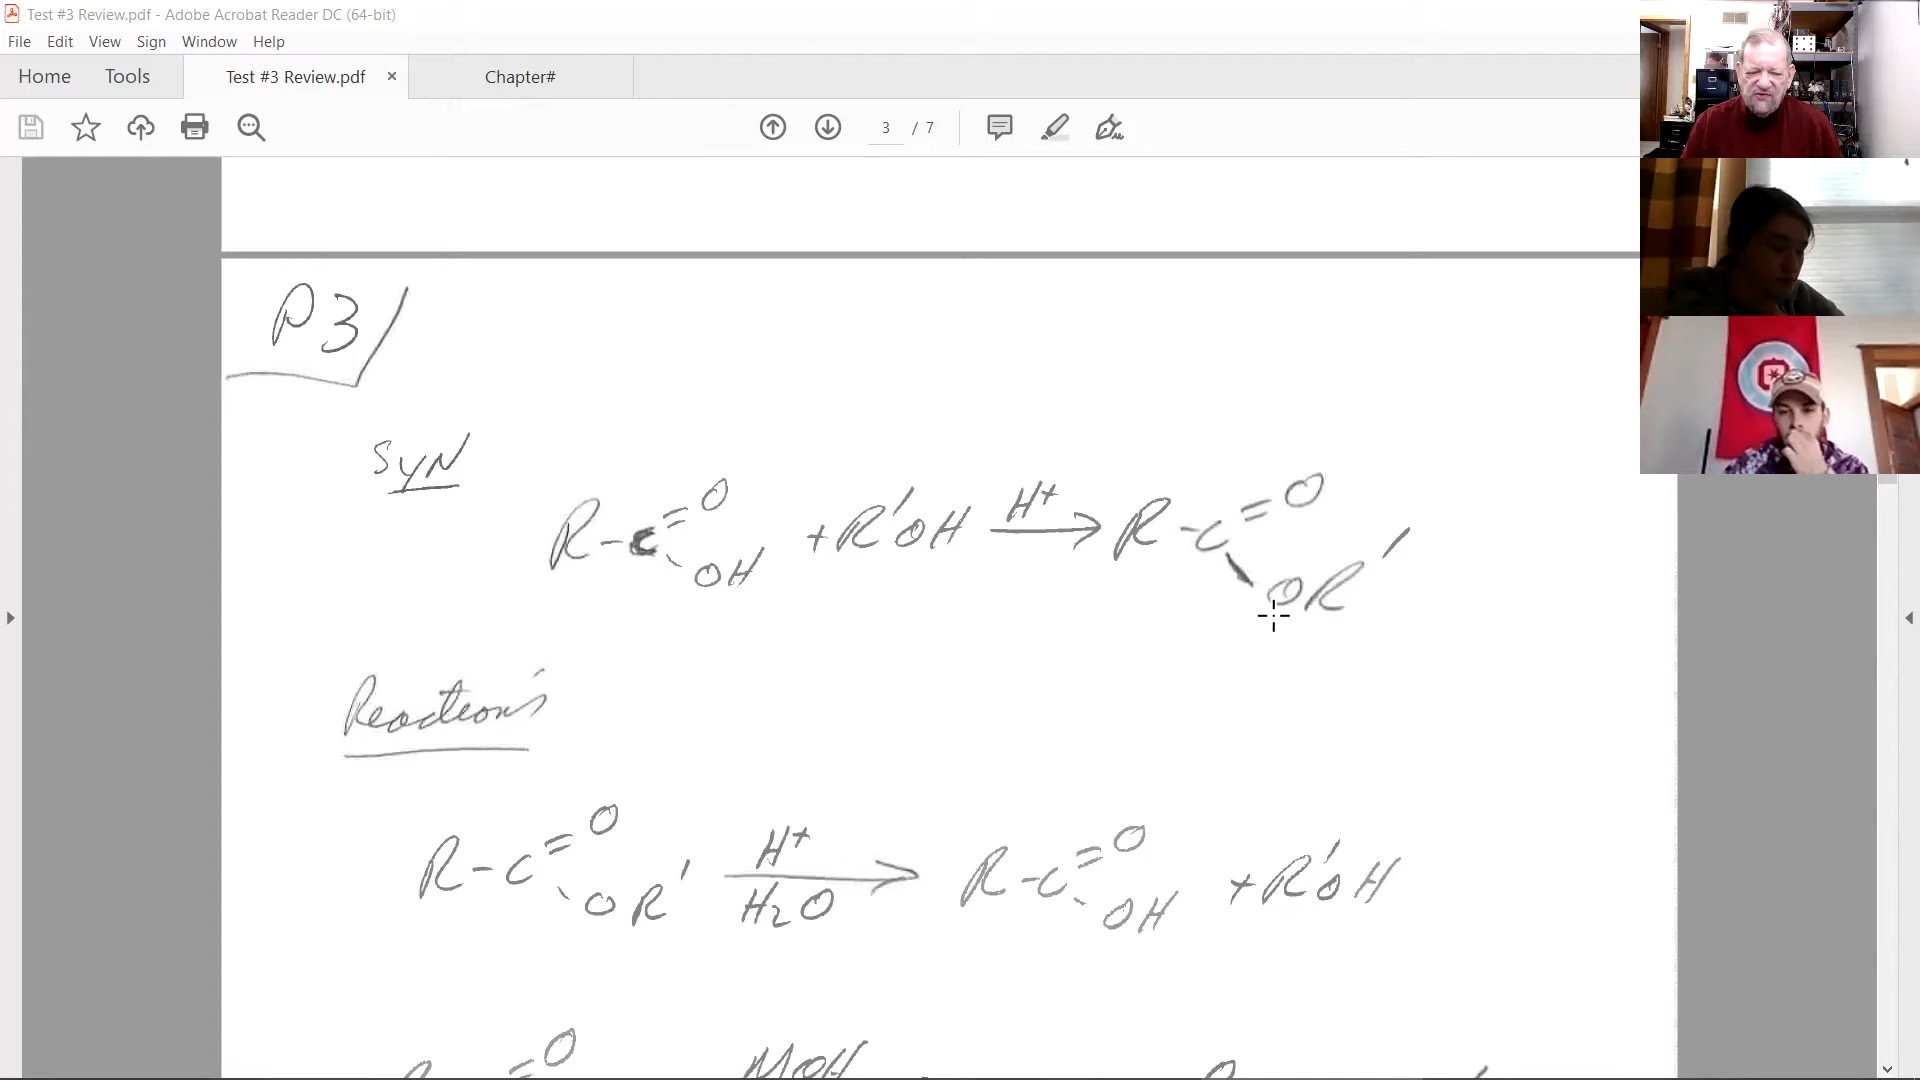 Test #3 Review.pdf - Adobe Acrobat Reader DC (64-bit)
File Edit View Sign Window Help
Home Tools Test #3 Review.pdf × Chapter#
3 / 7
P3
SYN
R-C=O OH + R'OH H+ → R-C=O OR'
Reactions
R-C=O OR' H+ H2O → R-C=O OH + R'OH
O MOH